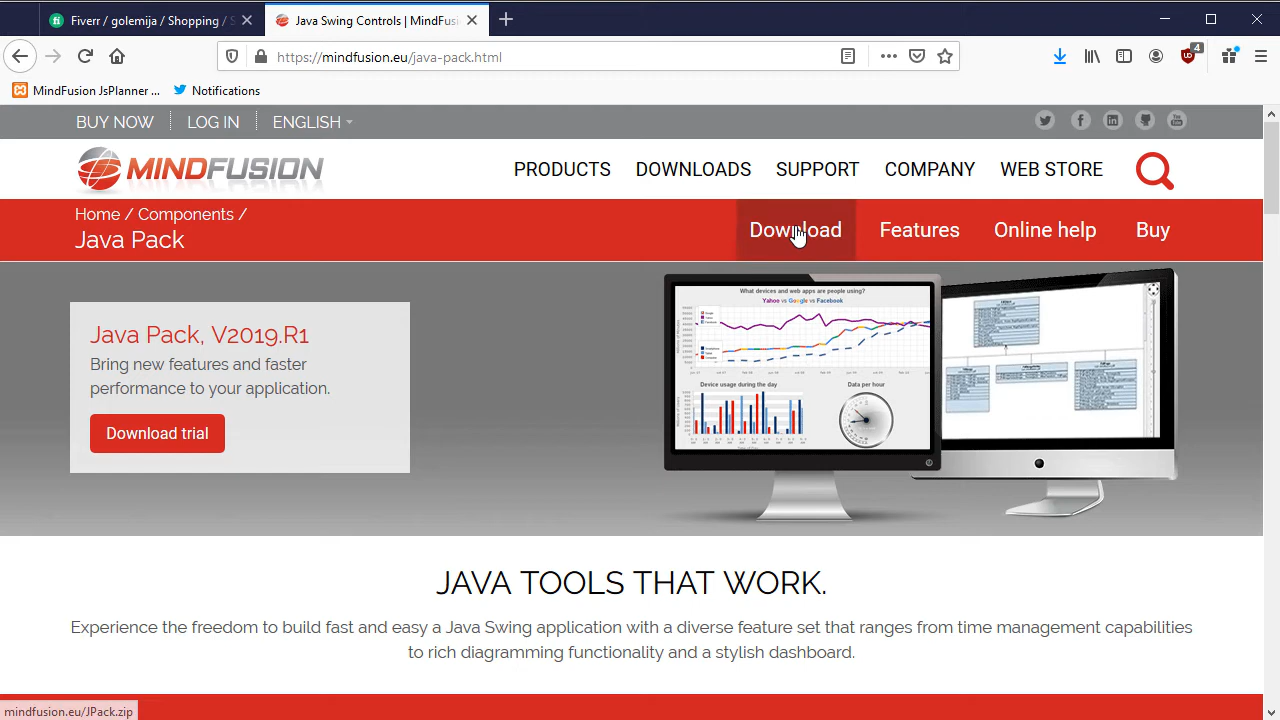 Fiverr / golemija / Shopping / S
Java Swing Controls | MindFusi
https://mindfusion.eu/java-pack.html
4
MindFusion JsPlanner ...
Notifications
BUY NOW
LOG IN
ENGLISH
MINDFUSION
PRODUCTS
DOWNLOADS
SUPPORT
COMPANY
WEB STORE
Home / Components /
Java Pack
Download
Features
Online help
Buy
Java Pack, V2019.R1
Bring new features and faster
performance to your application.
Download trial
What devices and web apps are people using?
Yahoo vs Google vs Facebook
Device usage during the day
Data per hour
JAVA TOOLS THAT WORK.
Experience the freedom to build fast and easy a Java Swing application with a diverse feature set that ranges from time management capabilities
to rich diagramming functionality and a stylish dashboard.
mindfusion.eu/JPack.zip